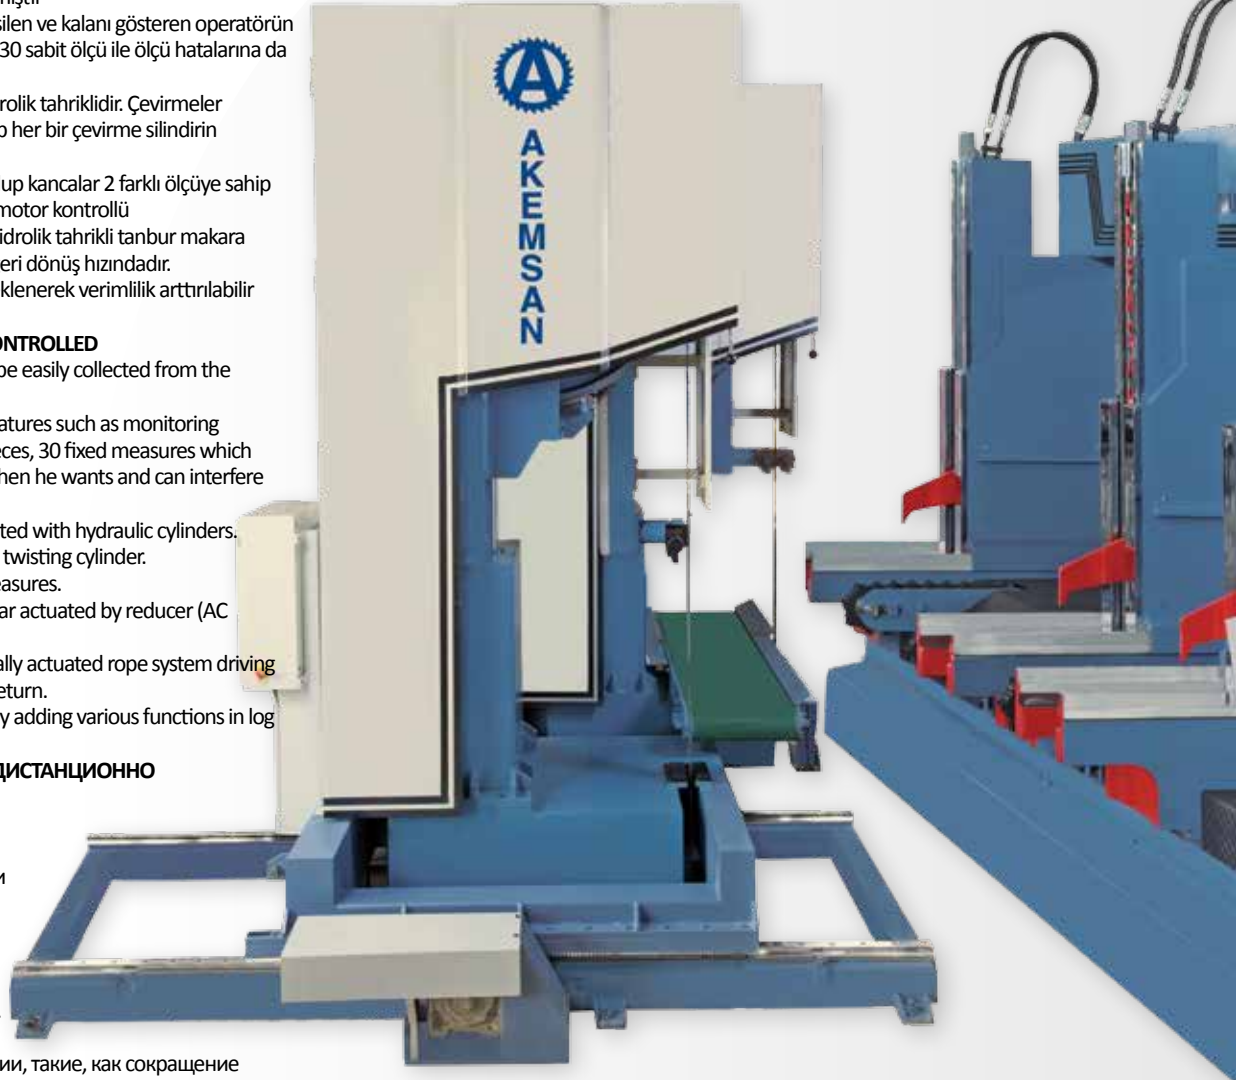 silen ve kalanı gösteren operatörün
30 sabit ölçü ile ölçü hatalarına da
rolik tahriklidir. Çevirmeler
her bir çevirme silindirin
up kancalar 2 farklı ölçüye sahip
motor kontrollü
idrolik tahrikli tanbur makara
eri dönüş hızındadır.
klenerek verimlilik arttırılabilir
ONTROLLED
be easily collected from the
atures such as monitoring
eces, 30 fixed measures which
hen he wants and can interfere
ted with hydraulic cylinders.
twisting cylinder.
easures.
ar actuated by reducer (AC
ally actuated rope system driving
eturn.
y adding various functions in log
ДИСТАНЦИОННО
и
ии, такие, как сокращение
A
AKEMSAN